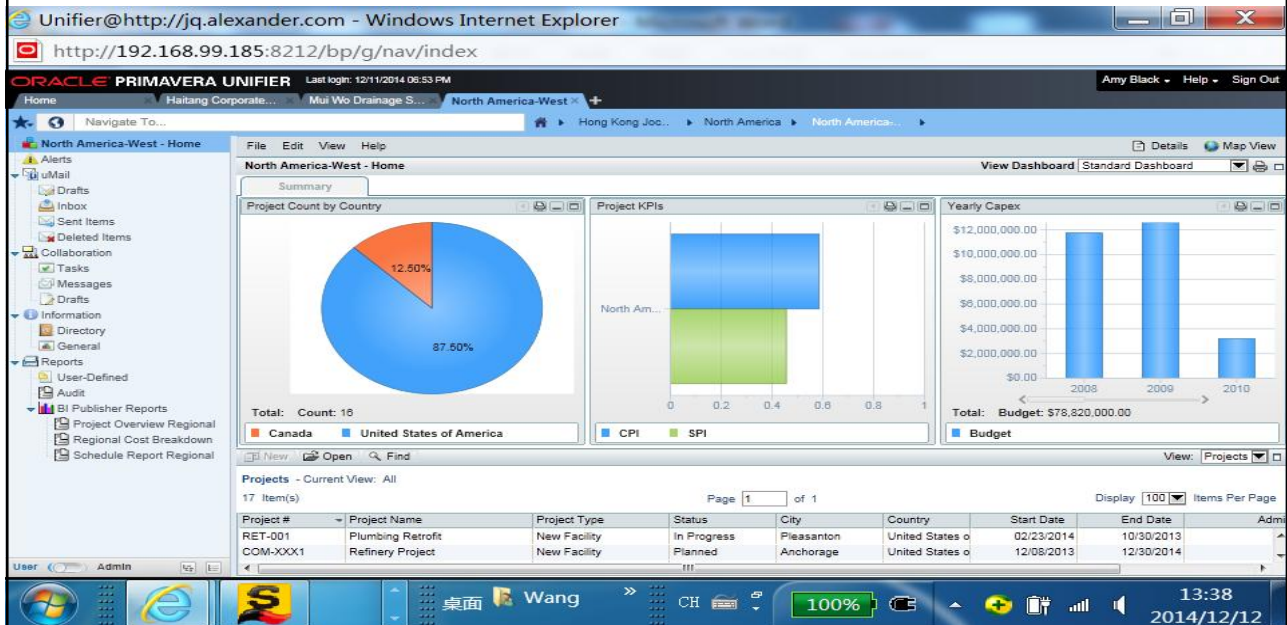 Unifier@http://jq.alexander.com - Windows Internet Explorer
http://192.168.99.185:8212/bp/g/nav/index
ORACLE PRIMAVERA UNIFIER Last login: 12/11/2014 06:53 PM Amy Black Help Sign Out
Home Haitang Corporate... Mui Wo Drainage S... North America-West
Navigate To... Hong Kong Joc... North America North America-...
North America-West - Home
Alerts
uMail
Drafts
Inbox
Sent Items
Deleted Items
Collaboration
Tasks
Messages
Drafts
Information
Directory
General
Reports
User-Defined
Audit
BI Publisher Reports
Project Overview Regional
Regional Cost Breakdown
Schedule Report Regional
User Admin
File Edit View Help Details Map View
North America-West - Home View Dashboard Standard Dashboard
Summary
Project Count by Country
12.50%
87.50%
Total: Count: 16
Canada United States of America
Project KPIs
North Am...
0 0.2 0.4 0.6 0.8 1
CPI SPI
Yearly Capex
$12,000,000.00
$10,000,000.00
$8,000,000.00
$6,000,000.00
$4,000,000.00
$2,000,000.00
$0.00
2008 2009 2010
Total: Budget: $78,820,000.00
Budget
New Open Find View: Projects
Projects - Current View: All
17 Item(s) Page 1 of 1 Display 100 Items Per Page
Project # Project Name Project Type Status City Country Start Date End Date Admi
RET-001 Plumbing Retrofit New Facility In Progress Pleasanton United States o 02/23/2014 10/30/2013
COM-XXX1 Refinery Project New Facility Planned Anchorage United States o 12/08/2013 12/30/2014
桌面 Wang » CH 100% 13:38
2014/12/12